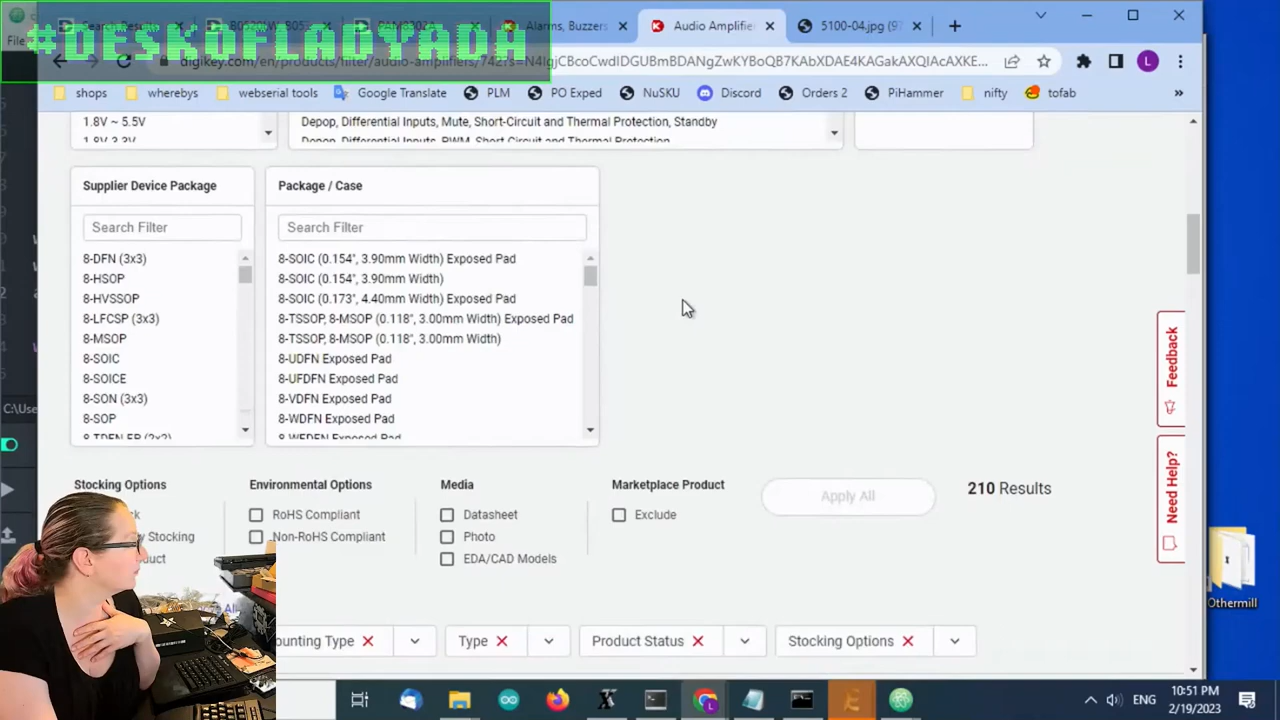 #DESKOFLADYADA
Alarms, Buzzers
Audio Amplifie
5100-04.jpg (97
digikey.com/en/products/filter/audio-amplifiers/742?s=
shops
whereby
webserial tools
Google Translate
PLM
PO Exped
NuSKU
Discord
Orders 2
PiHammer
nifty
tofab
»
1.8V ~ 5.5V
Depop, Differential Inputs, Mute, Short-Circuit and Thermal Protection, Standby
Supplier Device Package
Package / Case
Search Filter
Search Filter
8-DFN (3x3)
8-HSOP
8-HVSSOP
8-LFCSP (3x3)
8-MSOP
8-SOIC
8-SOICE
8-SON (3x3)
8-SOP
8-SOIC (0.154", 3.90mm Width) Exposed Pad
8-SOIC (0.154", 3.90mm Width)
8-SOIC (0.173", 4.40mm Width) Exposed Pad
8-TSSOP, 8-MSOP (0.118", 3.00mm Width) Exposed Pad
8-TSSOP, 8-MSOP (0.118", 3.00mm Width)
8-UDFN Exposed Pad
8-UFDFN Exposed Pad
8-VDFN Exposed Pad
8-WDFN Exposed Pad
Feedback
Need Help?
Stocking Options
Environmental Options
RoHS Compliant
Non-RoHS Compliant
Media
Datasheet
Photo
EDA/CAD Models
Marketplace Product
Exclude
Apply All
210 Results
Stocking
Type
Product Status
Stocking Options
Othermill
C:\Use
ENG
10:51 PM
2/19/2023